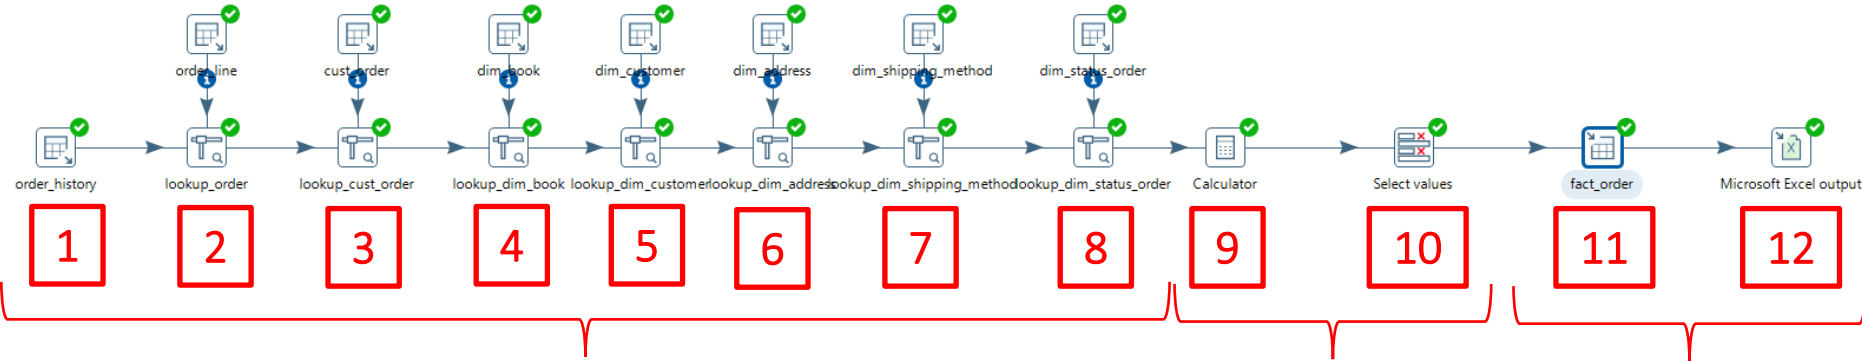 order_line cust_order dim_book dim_customer dim_address dim_shipping_method dim_status_order
order_history lookup_order lookup_cust_order lookup_dim_book lookup_dim_customer lookup_dim_address lookup_dim_shipping_method lookup_dim_status_order Calculator Select values fact_order Microsoft Excel output
1 2 3 4 5 6 7 8 9 10 11 12